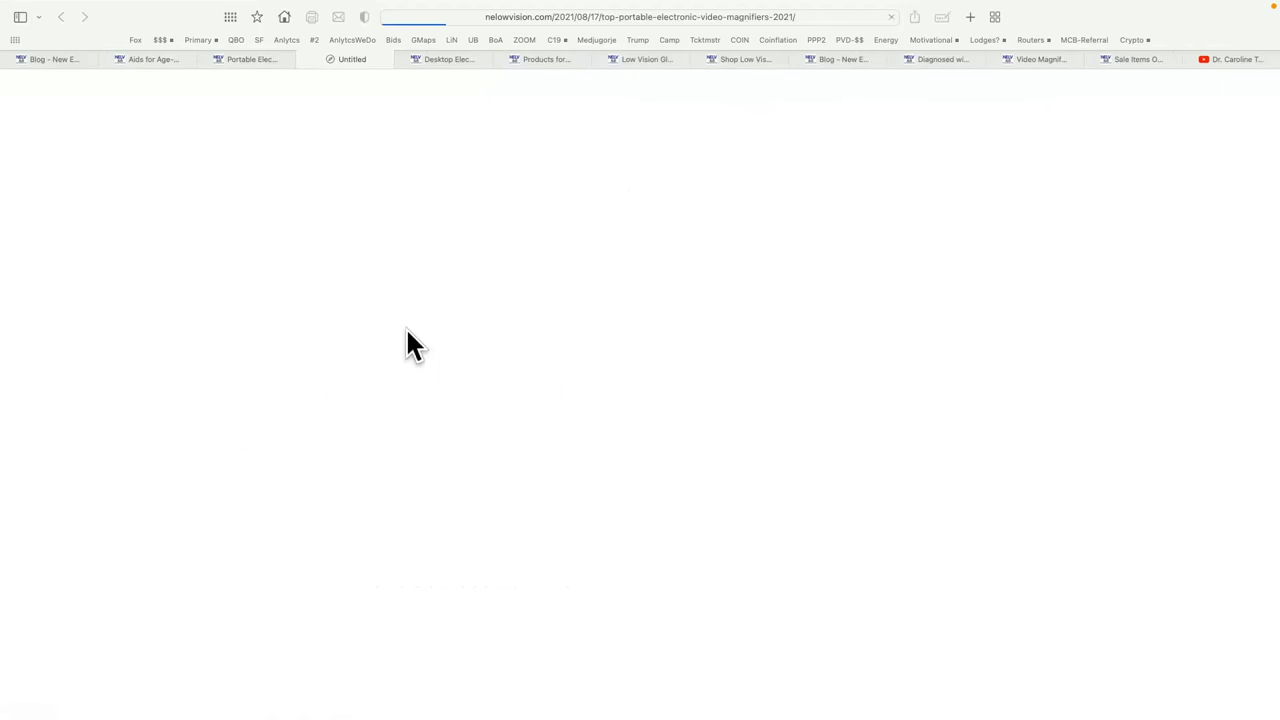 nelowvision.com/2021/08/17/top-portable-electronic-video-magnifiers-2021/
Fox $$$ Primary QBO SF Anlytcs #2 AnlytcsWeDo Bids GMaps LiN UB BoA ZOOM C19 Medjugorje Trump Camp Tcktmstr COIN Coinflation PPP2 PVD-$$ Energy Motivational Lodges? Routers MCB-Referral Crypto
Blog - New E... Aids for Age-... Portable Elec... Untitled Desktop Elec... Products for... Low Vision Gl... Shop Low Vis... Blog - New E... Diagnosed wi... Video Magnif... Sale Items O... Dr. Caroline T...